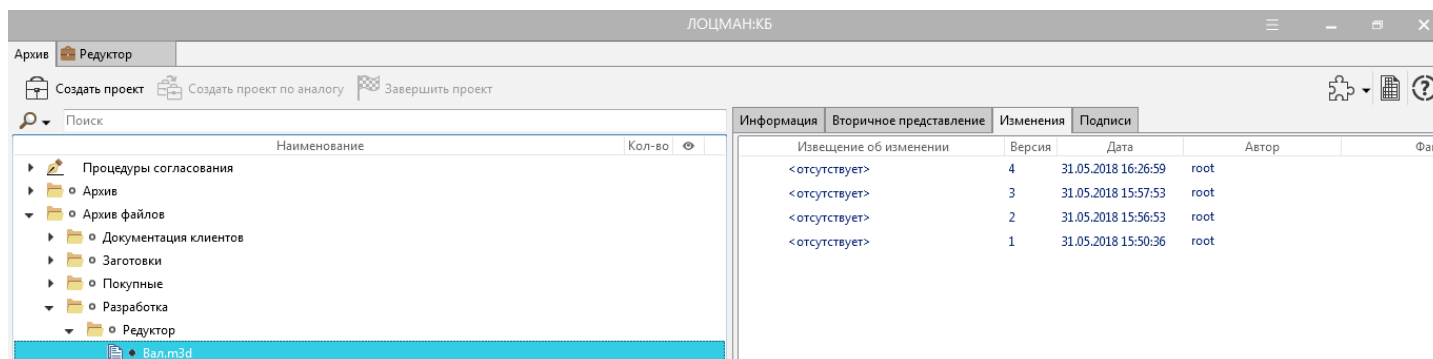 ЛОЦМАН:КБ
Архив Редуктор
Создать проект Создать проект по аналогу Завершить проект
Поиск
Информация Вторичное представление Изменения Подписи
Наименование Кол-во
Извещение об изменении Версия Дата Автор
Процедуры согласования
<отсутствует> 4 31.05.2018 16:26:59 root
Архив
<отсутствует> 3 31.05.2018 15:57:53 root
Архив файлов
<отсутствует> 2 31.05.2018 15:56:53 root
Документация клиентов
<отсутствует> 1 31.05.2018 15:50:36 root
Заготовки
Покупные
Разработка
Редуктор
Вал.m3d